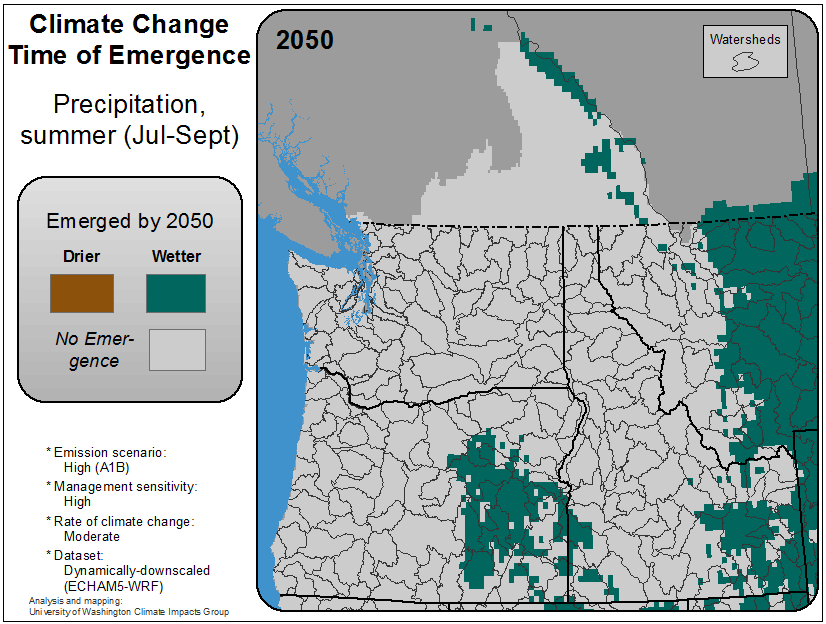 Climate Change
Time of Emergence
Precipitation,
summer (Jul-Sept)
Emerged by 2050
Drier Wetter
No Emer-
gence
* Emission scenario:
High (A1B)
* Management sensitivity:
High
* Rate of climate change:
Moderate
* Dataset:
Dynamically-downscaled
(ECHAM5-WRF)
Analysis and mapping:
University of Washington Climate Impacts Group
2050
Watersheds